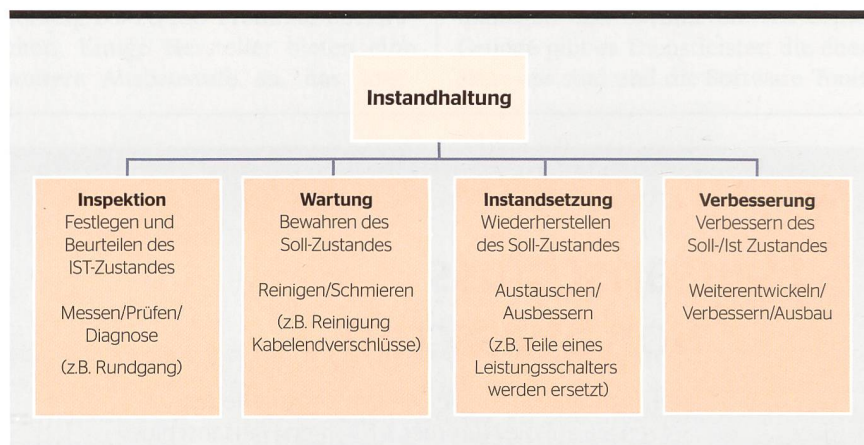 Instandhaltung
Inspektion
Festlegen und
Beurteilen des
IST-Zustandes
Messen/Prüfen/
Diagnose
(z.B. Rundgang)
Wartung
Bewahren des
Soll-Zustandes
Reinigen/Schmieren
(z.B. Reinigung
Kabelendverschlüsse)
Instandsetzung
Wiederherstellen
des Soll-Zustandes
Austauschen/
Ausbessern
(z.B. Teile eines
Leistungsschalters
werden ersetzt)
Verbesserung
Verbessern des
Soll-/Ist Zustandes
Weiterentwickeln/
Verbessern/Ausbau